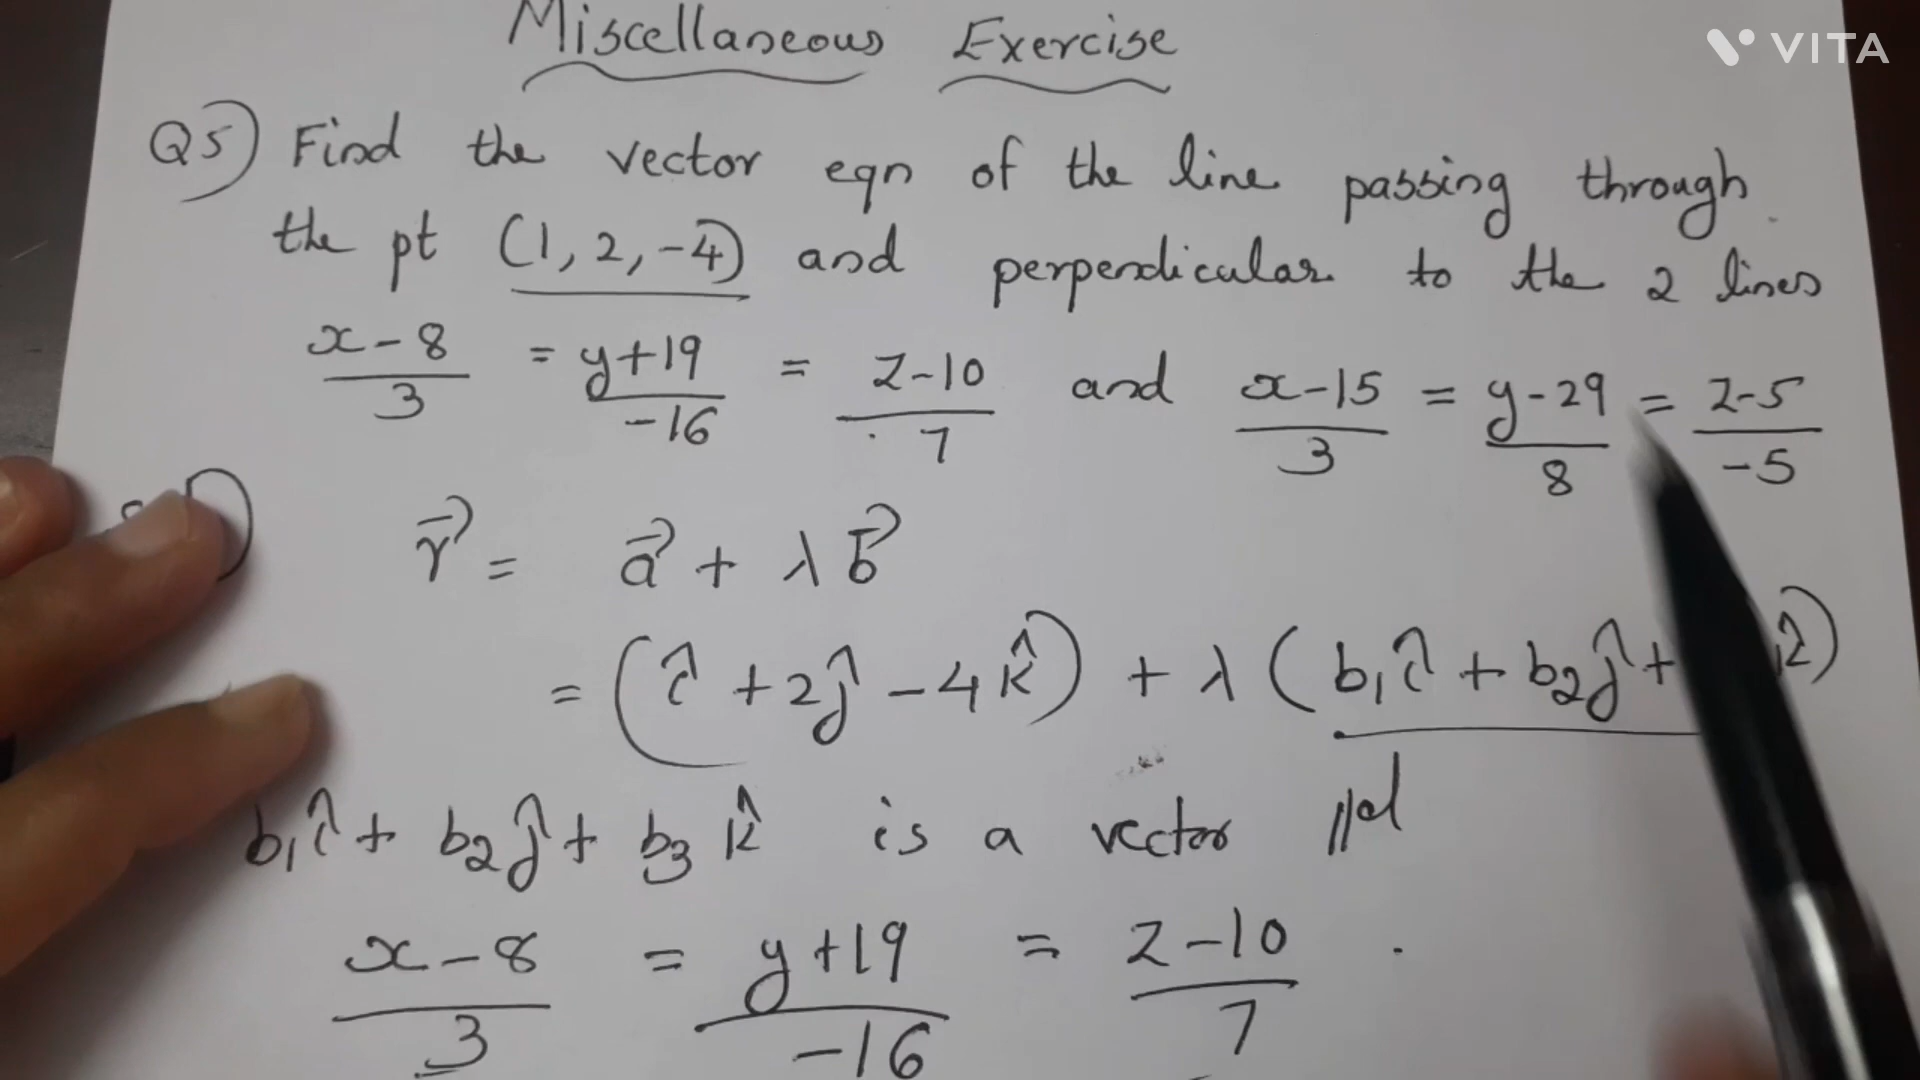 Miscellaneous Exercise
VITA
Q5) Find the vector eqn of the line passing through
the pt (1, 2, -4) and perpendicular to the 2 lines
x-8/3 = y+19/-16 = z-10/7 and x-15/3 = y-29/8 = z-5/-5
r⃗ = a⃗ + λb⃗
= (î + 2ĵ - 4k̂) + λ(b₁î + b₂ĵ + k̂)
b₁î + b₂ĵ + b₃k̂ is a vector ||el
x-8/3 = y+19/-16 = z-10/7